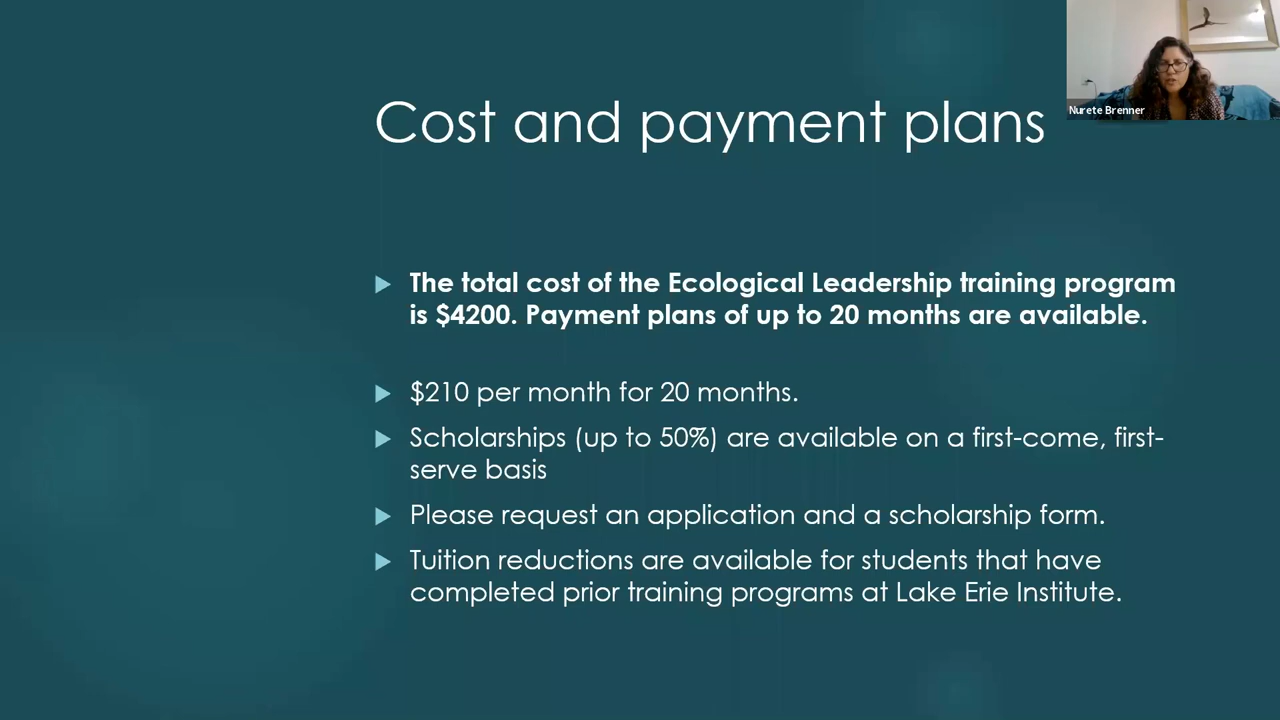 Cost and payment plans
Nurete Brenner
The total cost of the Ecological Leadership training program
is $4200. Payment plans of up to 20 months are available.
$210 per month for 20 months.
Scholarships (up to 50%) are available on a first-come, first-
serve basis
Please request an application and a scholarship form.
Tuition reductions are available for students that have
completed prior training programs at Lake Erie Institute.